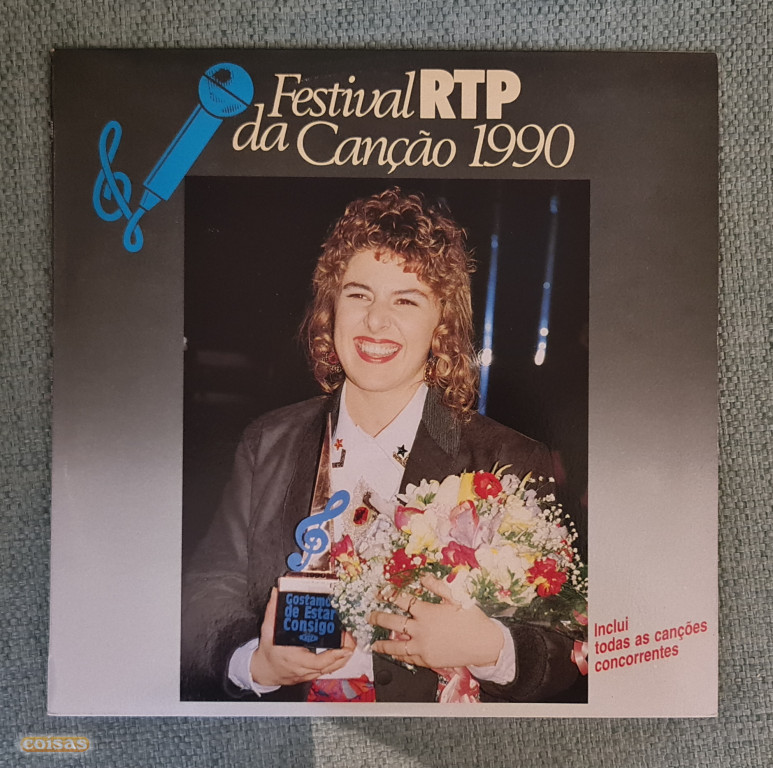 Festival RTP
da Canção 1990
Gostamos
de Estar
Consigo
Inclui
todas as canções
concorrentes
coisas